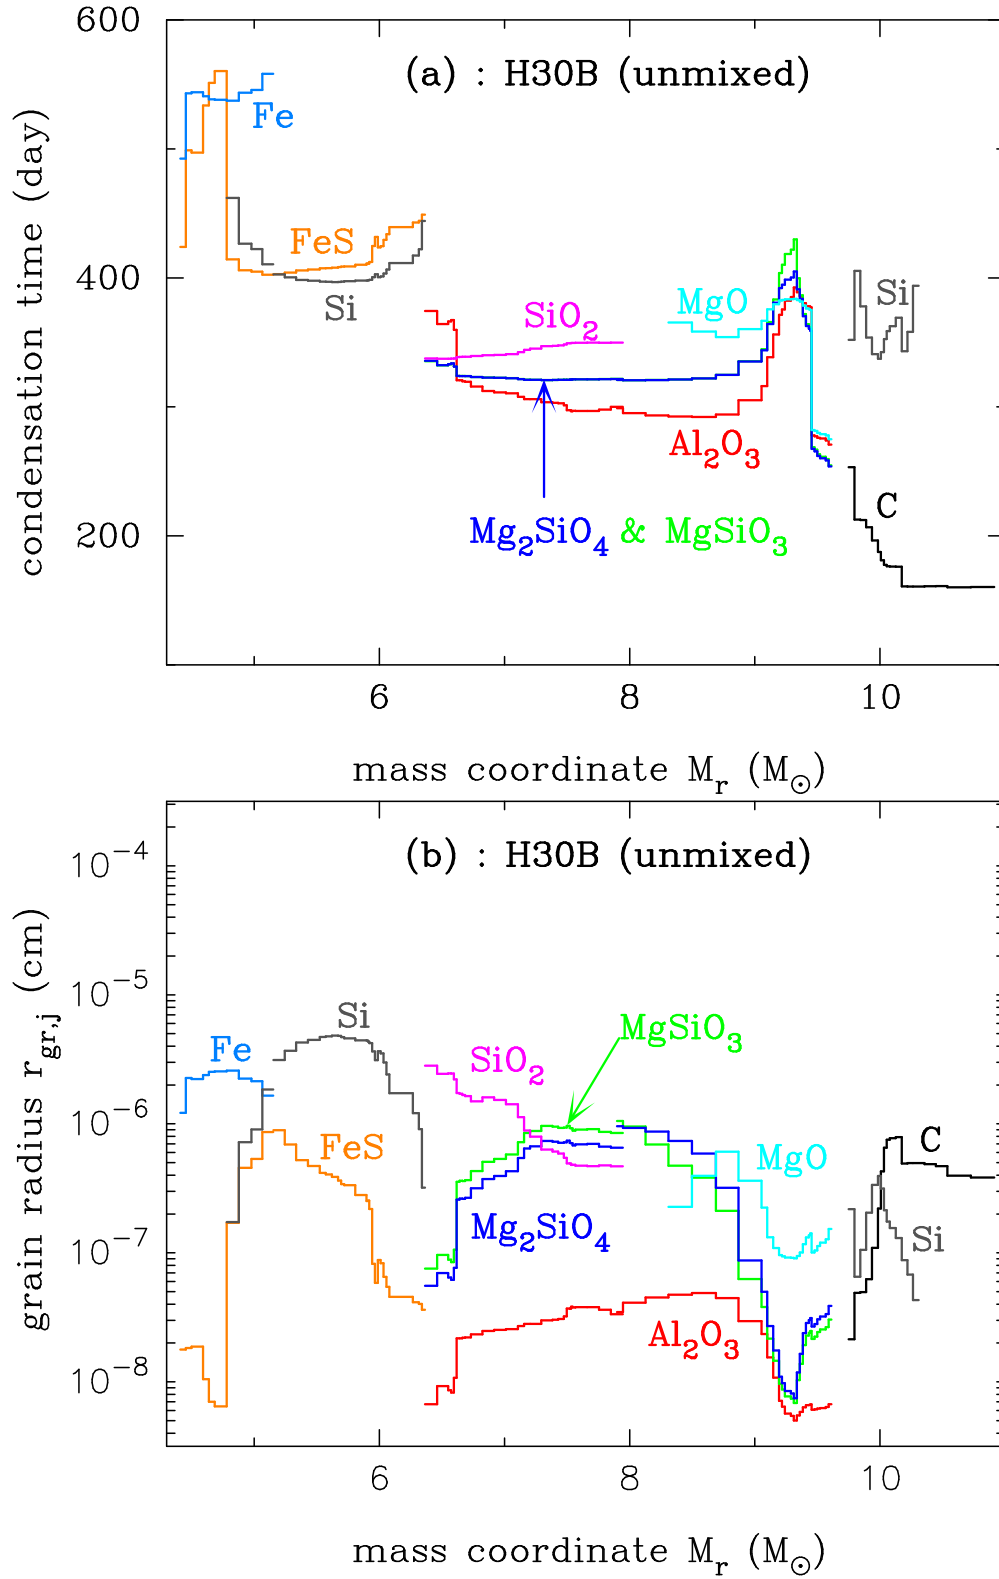 600
(a) : H30B (unmixed)
Fe
FeS
Si
400
condensation time (day)
SiO₂
MgO
Si
Al₂O₃
Mg₂SiO₄ & MgSiO₃
C
200
6 8 10
mass coordinate Mᵣ (M☉)
(b) : H30B (unmixed)
10⁻⁴
10⁻⁵
10⁻⁶
10⁻⁷
10⁻⁸
grain radius r_gr,j (cm)
Fe
Si
SiO₂
MgSiO₃
FeS
MgO
C
Mg₂SiO₄
Si
Al₂O₃
6 8 10
mass coordinate Mᵣ (M☉)